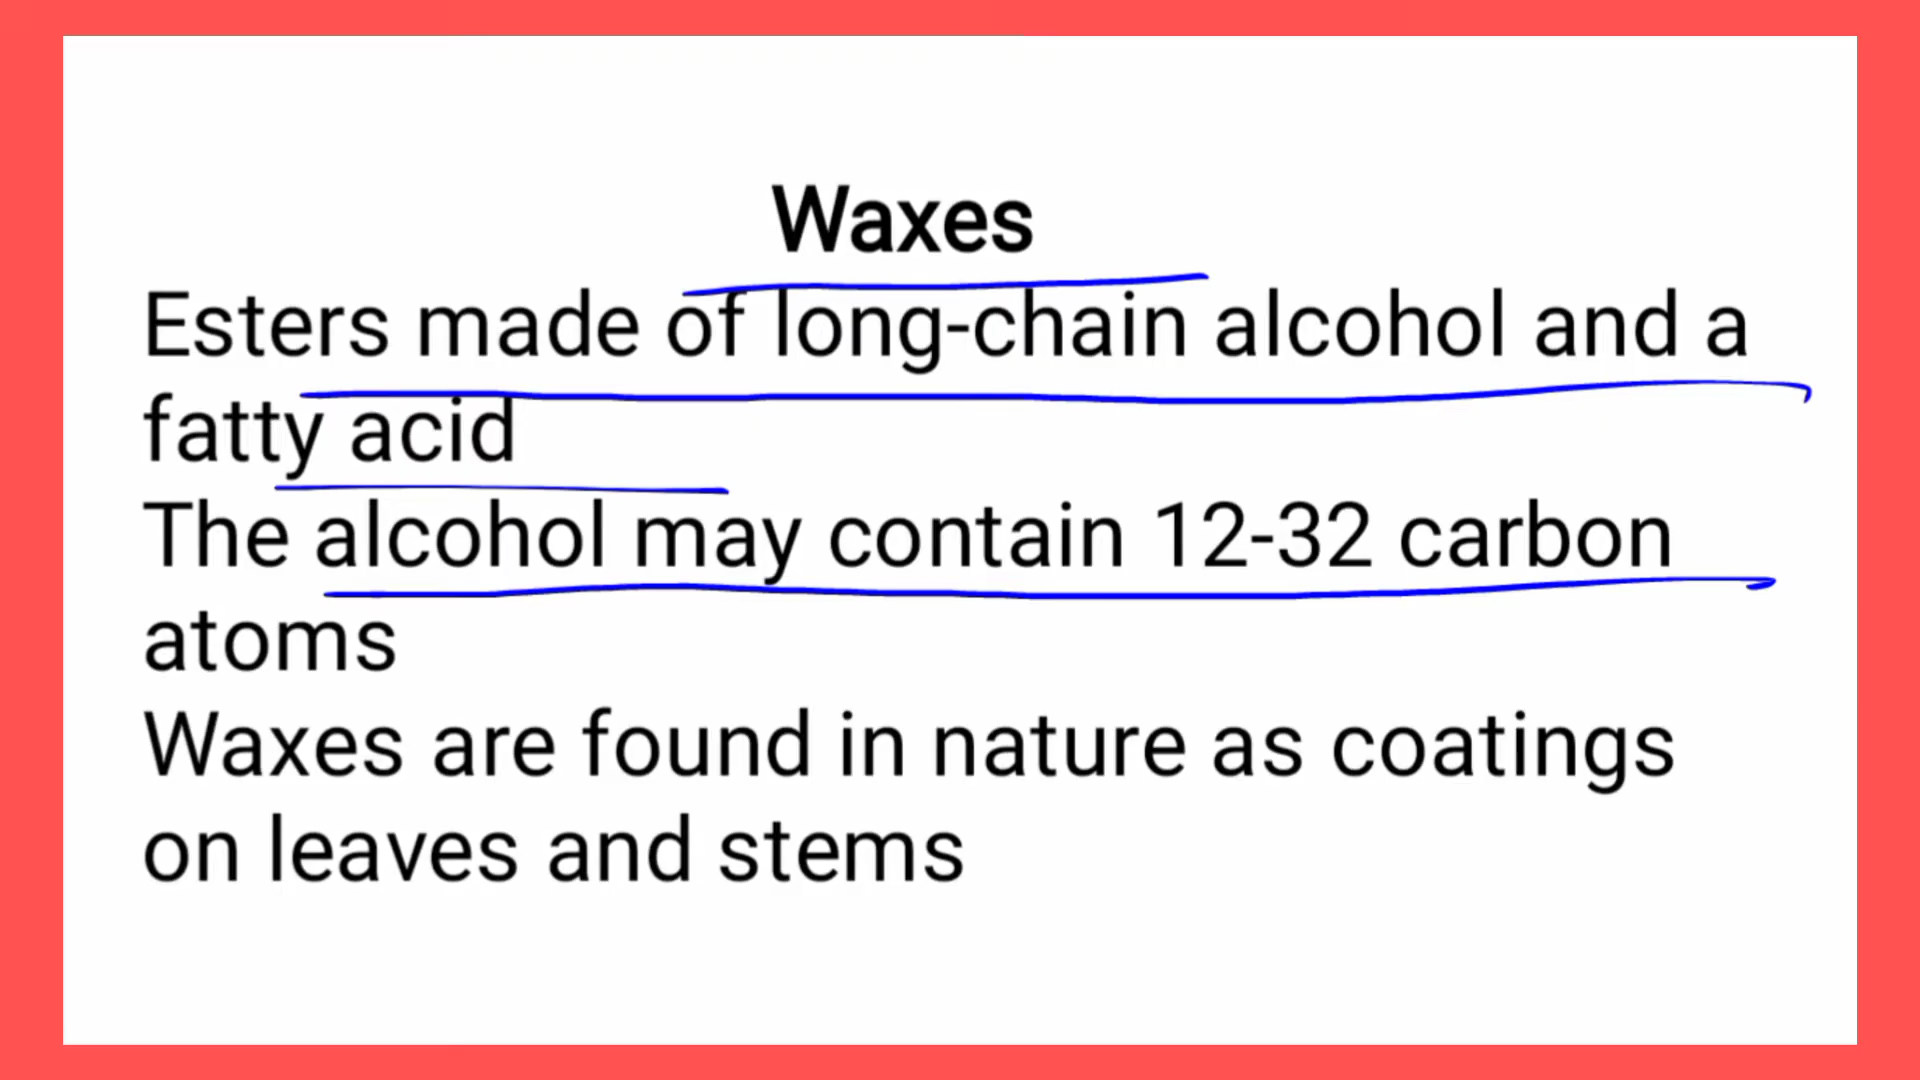 Waxes
Esters made of long-chain alcohol and a
fatty acid
The alcohol may contain 12-32 carbon
atoms
Waxes are found in nature as coatings
on leaves and stems